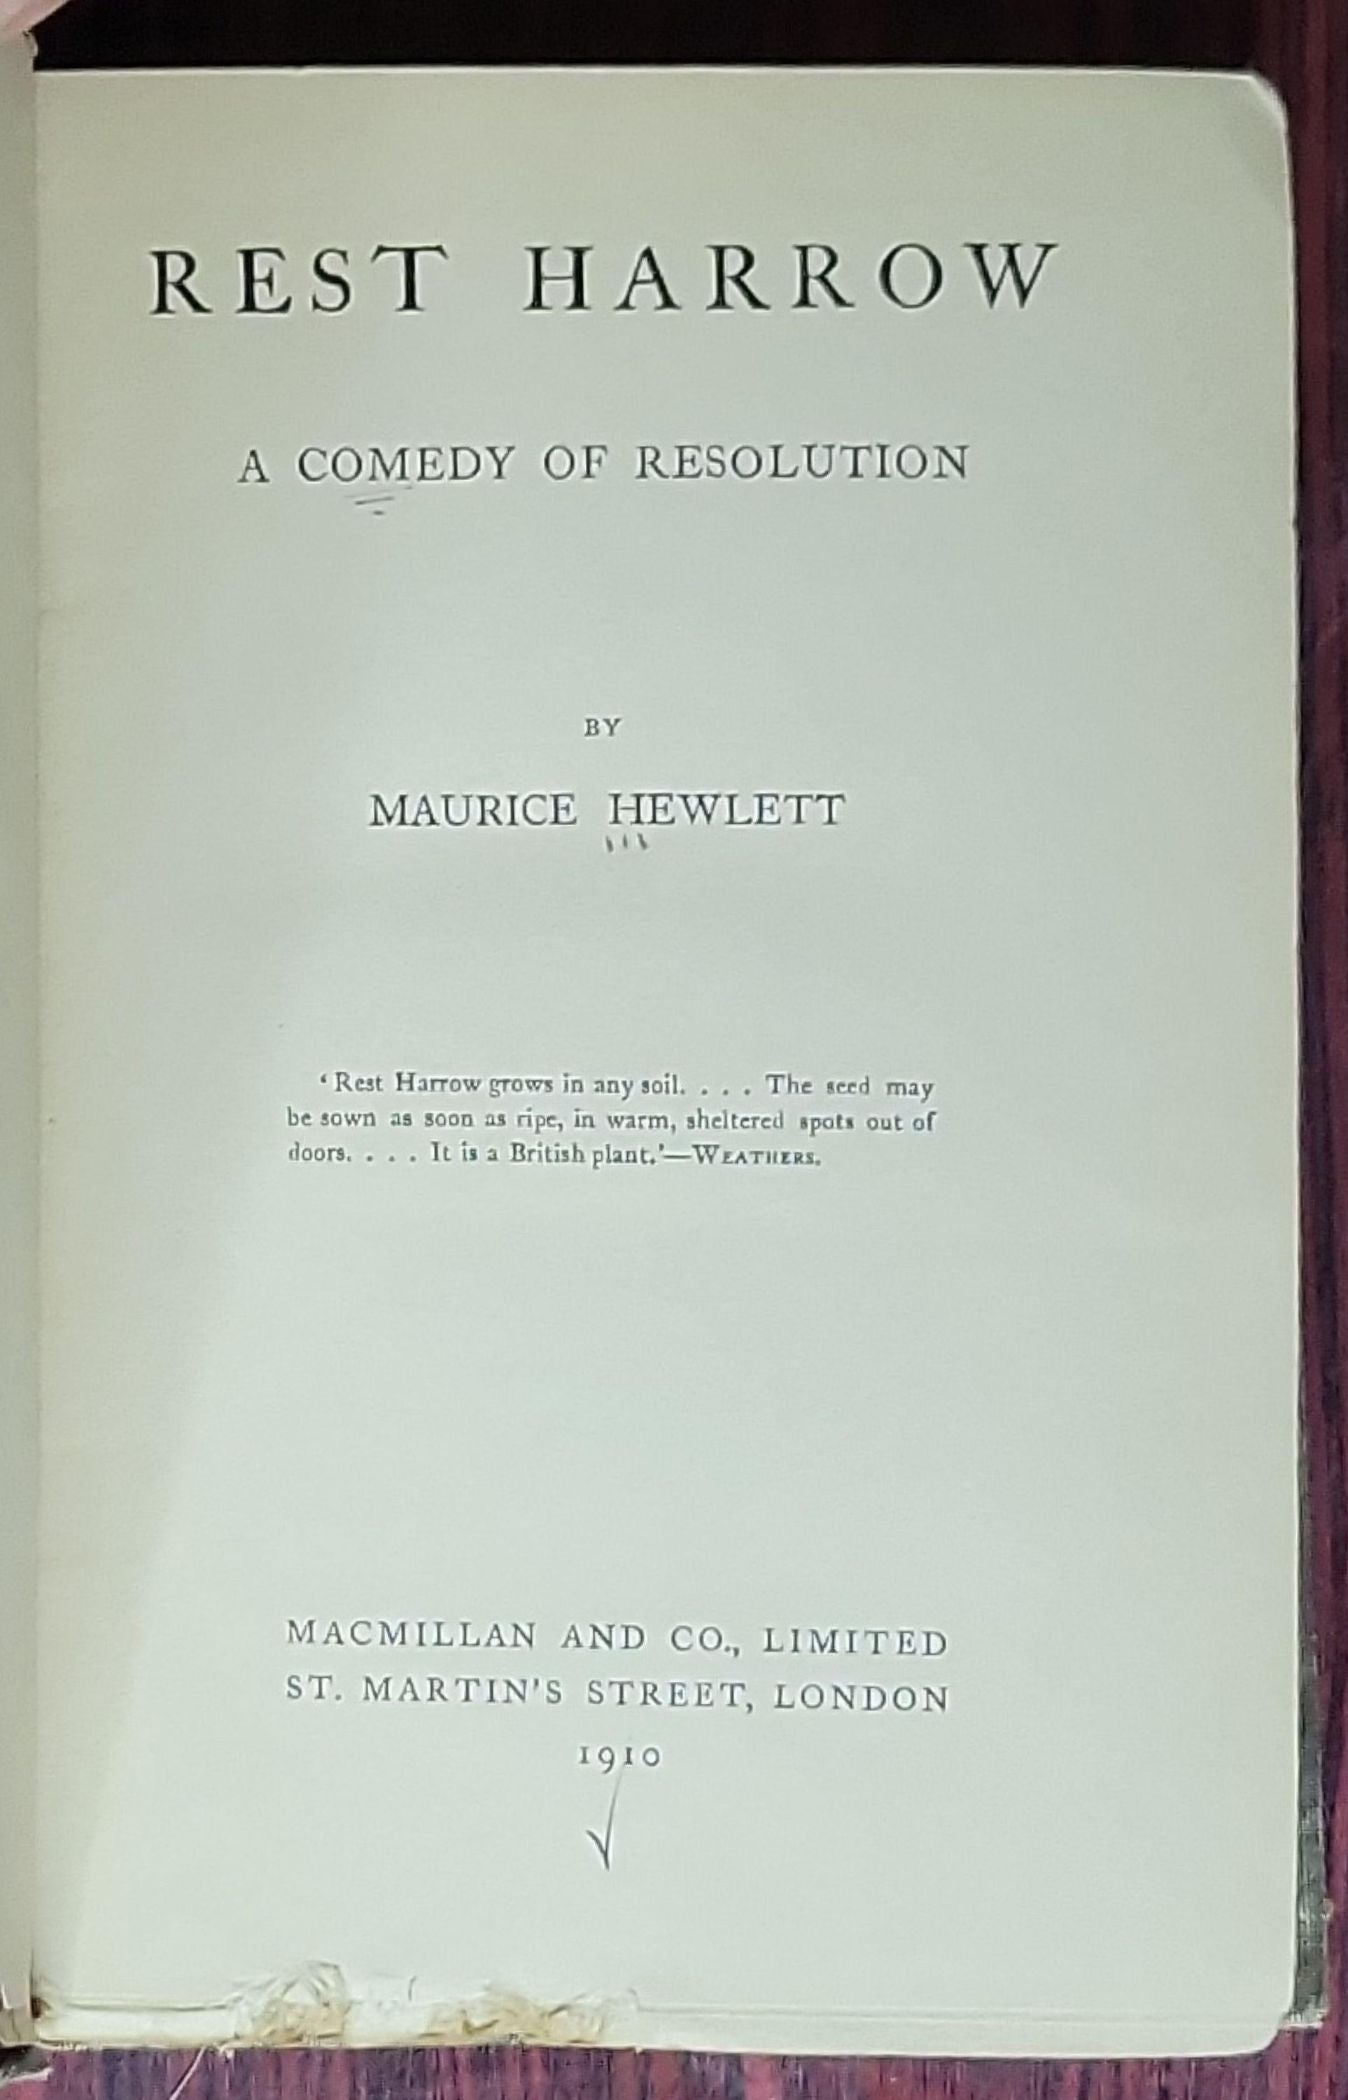 REST HARROW
A COMEDY OF RESOLUTION
BY
MAURICE HEWLETT
‘Rest Harrow grows in any soil. . . . The seed may
be sown as soon as ripe, in warm, sheltered spots out of
doors. . . . It is a British plant.’—WEATHERS.
MACMILLAN AND CO., LIMITED
ST. MARTIN'S STREET, LONDON
1910